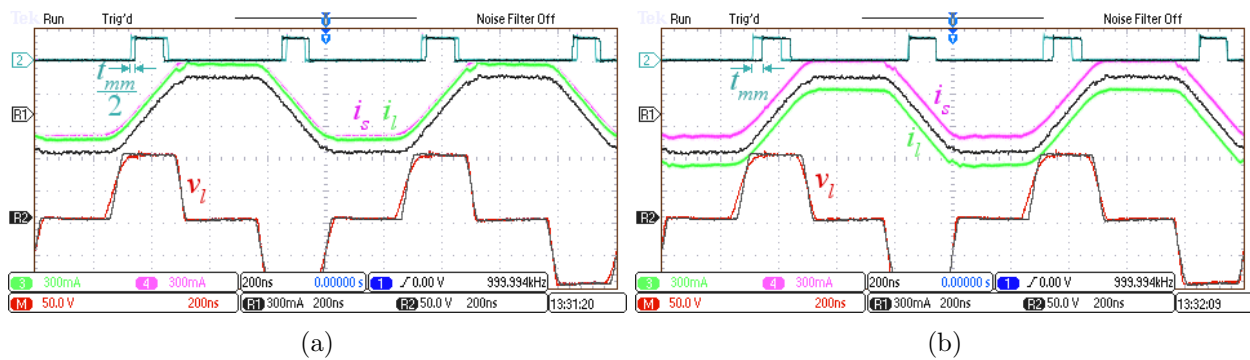 Tek Run Trig'd Noise Filter Off
2
t_mm/2
R1
i_s i_l
v_l
R2
3 300mA 4 300mA 200ns 0.00000 s 1 ∫ 0.00 V 999.994kHz
M 50.0 V 200ns R1 300mA 200ns R2 50.0 V 200ns 13:31:20
(a)
Tek Run Trig'd Noise Filter Off
2
t_mm
R1
i_s
i_l
v_l
R2
3 300mA 4 300mA 200ns 0.00000 s 1 ∫ 0.00 V 999.994kHz
M 50.0 V 200ns R1 300mA 200ns R2 50.0 V 200ns 13:32:09
(b)